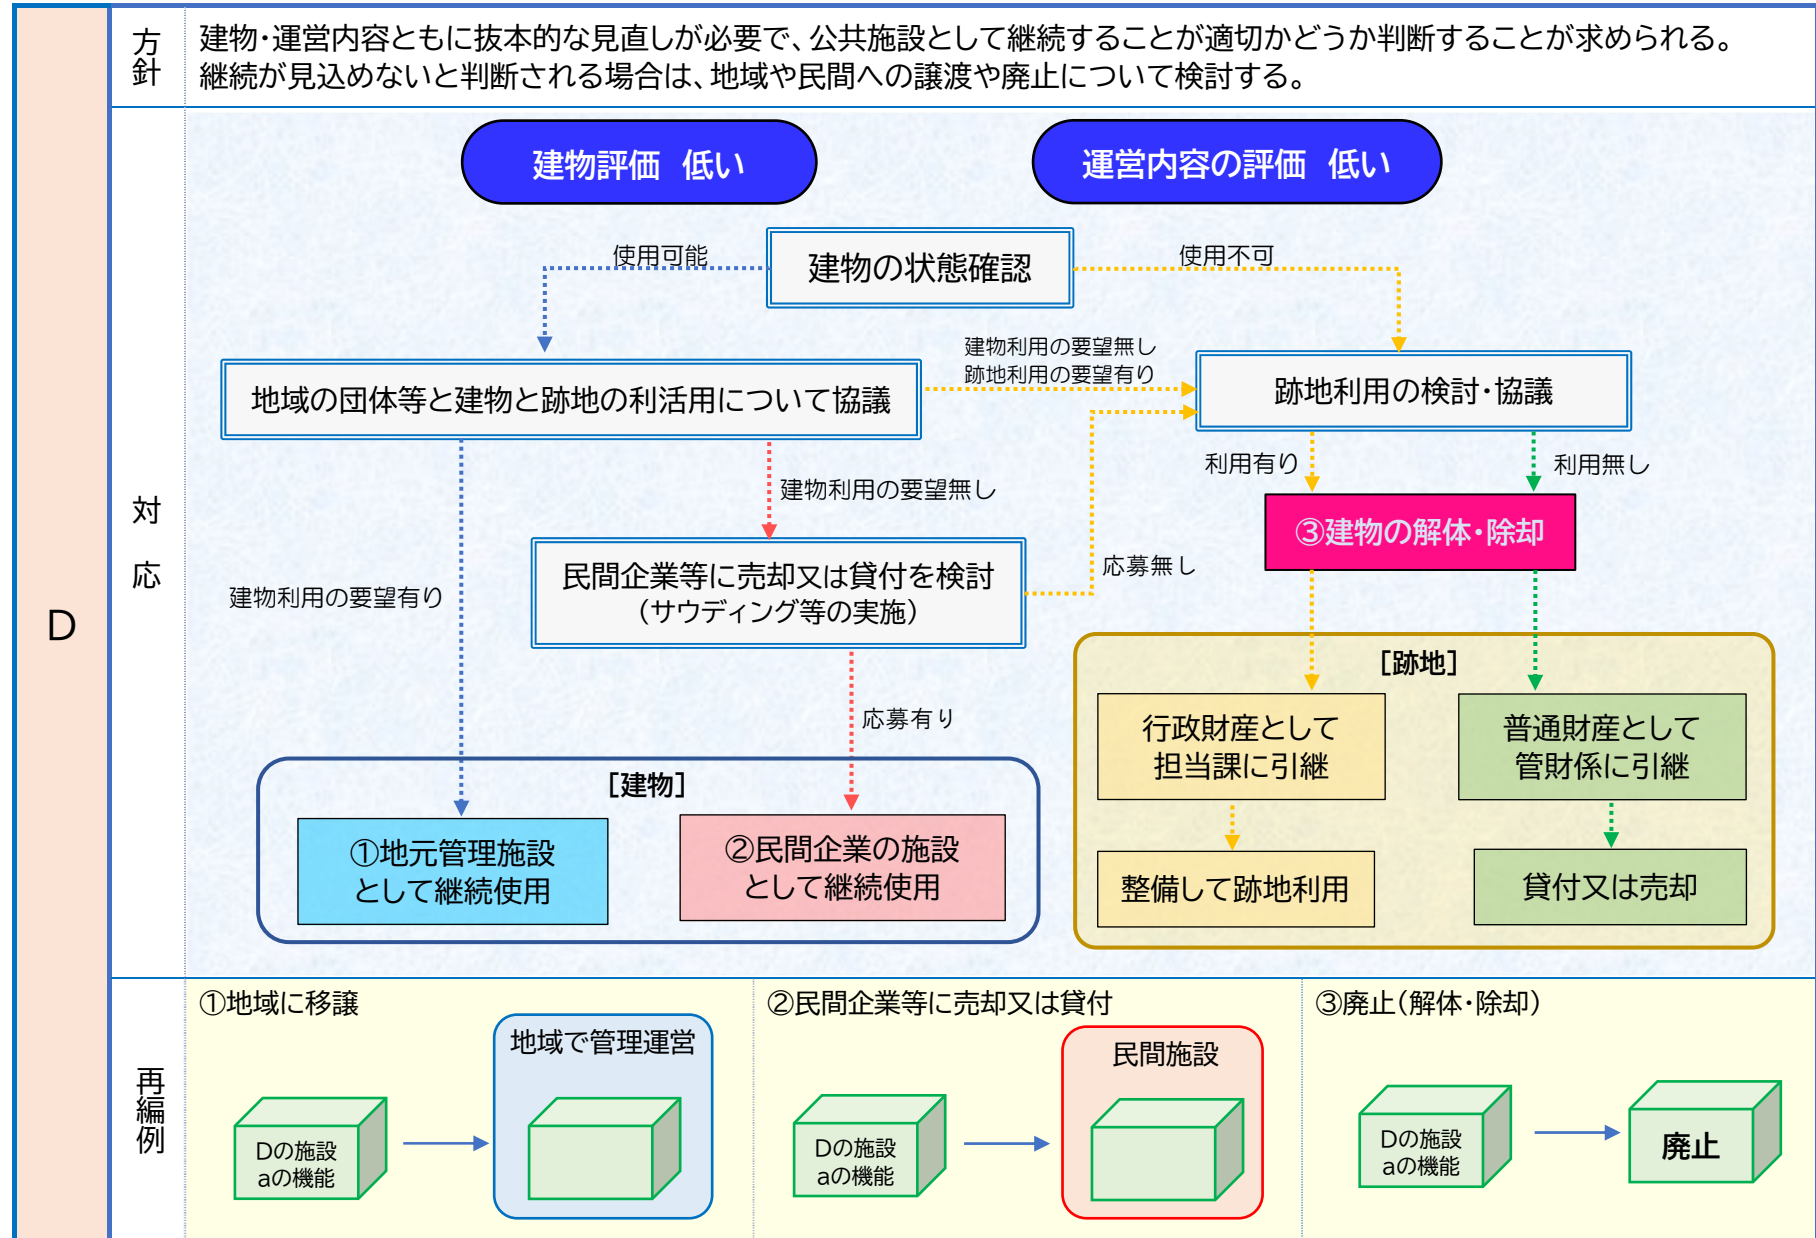 D
方針
建物・運営内容ともに抜本的な見直しが必要で、公共施設として継続することが適切かどうか判断することが求められる。
継続が見込めないと判断される場合は、地域や民間への譲渡や廃止について検討する。
対応
建物評価 低い
運営内容の評価 低い
建物の状態確認
使用可能
使用不可
地域の団体等と建物と跡地の利活用について協議
建物利用の要望無し
跡地利用の要望有り
跡地利用の検討・協議
利用有り
利用無し
建物利用の要望無し
③建物の解体・除却
民間企業等に売却又は貸付を検討
（サウディング等の実施）
応募無し
建物利用の要望有り
応募有り
［建物］
①地元管理施設
として継続使用
②民間企業の施設
として継続使用
［跡地］
行政財産として
担当課に引継
普通財産として
管財係に引継
整備して跡地利用
貸付又は売却
再編例
①地域に移譲
Dの施設
aの機能
地域で管理運営
②民間企業等に売却又は貸付
Dの施設
aの機能
民間施設
③廃止（解体・除却）
Dの施設
aの機能
廃止